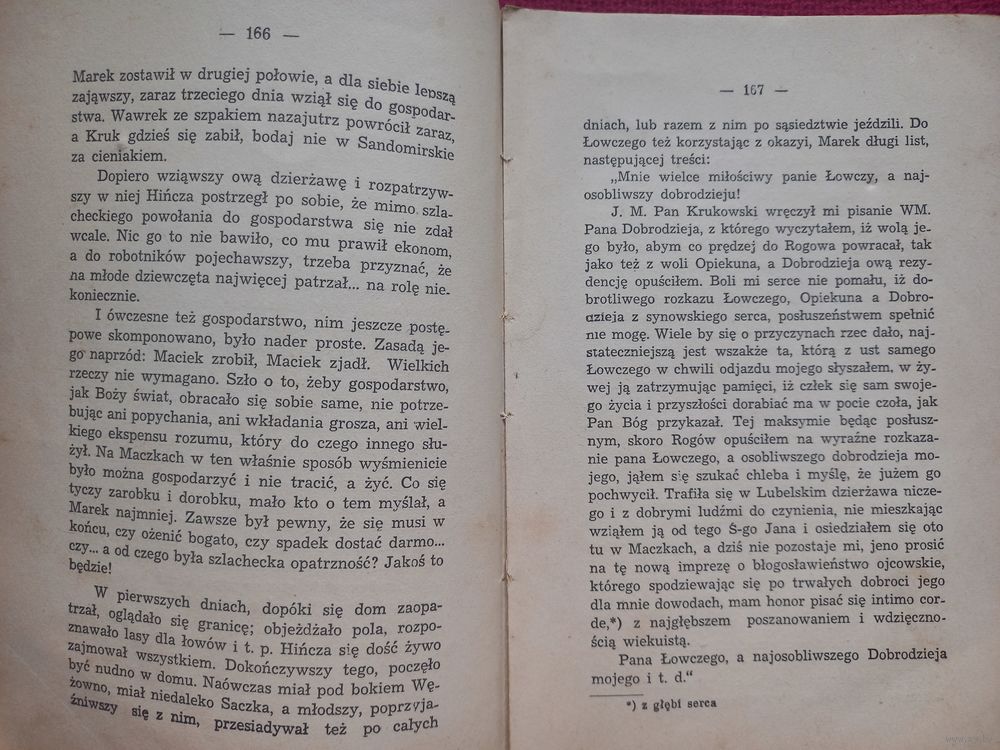 — 166 —
Marek zostawił w drugiej połowie, a dla siebie lepszą
zająwszy, zaraz trzeciego dnia wziął się do gospodar-
stwa. Wawrek ze szpakiem nazajutrz powrócił zaraz,
a Kruk gdzieś się zabił, bodaj nie w Sandomirskie
za cieniakiem.
Dopiero wziąwszy ową dzierżawę i rozpatrzyw-
szy w niej Hińcza postrzegł po sobie, że mimo szla-
checkiego powołania do gospodarstwa się nie zdał
wcale. Nic go to nie bawiło, co mu prawił ekonom,
a do robotników pojechawszy, trzeba przyznać, że
na młode dziewczęta najwięcej patrzał... na rolę nie-
koniecznie.
I ówczesne też gospodarstwo, nim jeszcze postę-
powe skomponowano, było nader proste. Zasadą je-
go naprzód: Maciek zrobił, Maciek zjadł. Wielkich
rzeczy nie wymagano. Szło o to, żeby gospodarstwo,
jak Boży świat, obracało się sobie same, nie potrze-
bując ani popychania, ani wkładania grosza, ani wiel-
kiego ekspensu rozumu, który do czego innego słu-
żył. Na Maczkach w ten właśnie sposób wyśmienicie
było można gospodarzyć i nie tracić, a żyć. Co się
tyczy zarobku i dorobku, mało kto o tem myślał, a
Marek najmniej. Zawsze był pewny, że się musi w
końcu, czy ożenić bogato, czy spadek dostać darmo...
czy... a od czego była szlachecka opatrzność? Jakoś to
będzie!
W pierwszych dniach, dopóki się dom zaopa-
trzał, oglądało się granicę; objeżdżało pola, rozpo-
znawało lasy dla łowów i t. p. Hińcza się dość żywo
zajmował wszystkiem. Dokończywszy tego, poczęło
być nudno w domu. Naówczas miał pod bokiem Wę-
żowno, miał niedaleko Saczka, a młodszy, poprzyja-
źniwszy się z nim, przesiadywał też po całych
— 167 —
dniach, lub razem z nim po sąsiedztwie jeździli. Do
Łowczego też korzystając z okazyi, Marek długi list,
następującej treści:
„Mnie wielce miłościwy panie Łowczy, a naj-
osobliwszy dobrodzieju!
J. M. Pan Krukowski wręczył mi pisanie WM.
Pana Dobrodzieja, z którego wyczytałem, iż wolą je-
go było, abym co prędzej do Rogowa powracał, tak
jako też z woli Opiekuna, a Dobrodzieja ową rezy-
dencję opuściłem. Boli mi serce nie pomału, iż do-
brotliwego rozkazu Łowczego, Opiekuna a Dobro-
dzieja z synowskiego serca, posłuszeństwem spełnić
nie mogę. Wiele by się o przyczynach rzec dało, naj-
stateczniejszą jest wszakże ta, którą z ust samego
Łowczego w chwili odjazdu mojego słyszałem, w ży-
wej ją zatrzymując pamięci, iż człek się sam swoje-
go życia i przyszłości dorabiać ma w pocie czoła, jak
Pan Bóg przykazał. Tej maksymie będąc posłusz-
nym, skoro Rogów opuściłem na wyraźne rozkaza-
nie pana Łowczego, a osobliwszego dobrodzieja mo-
jego, jąłem się szukać chleba i myślę, że jużem go
pochwycił. Trafiła się w Lubelskim dzierżawa nicze-
go i z dobrymi ludźmi do czynienia, nie mieszkając
wziąłem ją od tego S-go Jana i osiedziałem się oto
tu w Maczkach, a dziś nie pozostaje mi, jeno prosić
na tę nową imprezę o błogosławieństwo ojcowskie,
którego spodziewając się po trwałych dobroci jego
dla mnie dowodach, mam honor pisać się intimo cor-
de,*) z najgłębszem poszanowaniem i wdzięczno-
ścią wiekuistą.
Pana Łowczego, a najosobliwszego Dobrodzieja
mojego i t. d.“
*) z głębi serca